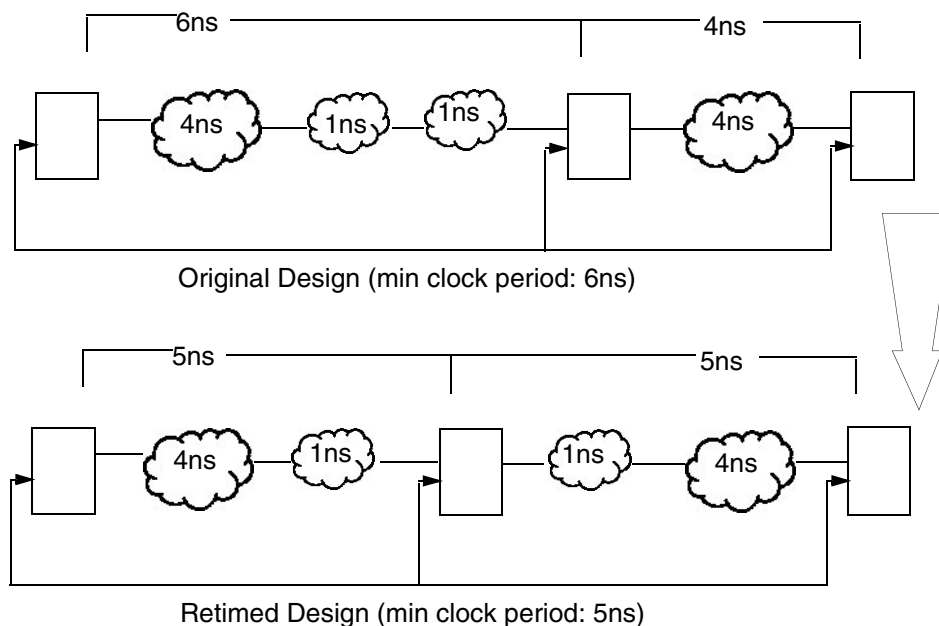 6ns 4ns
4ns 1ns 1ns 4ns
Original Design (min clock period: 6ns)
5ns 5ns
4ns 1ns 1ns 4ns
Retimed Design (min clock period: 5ns)